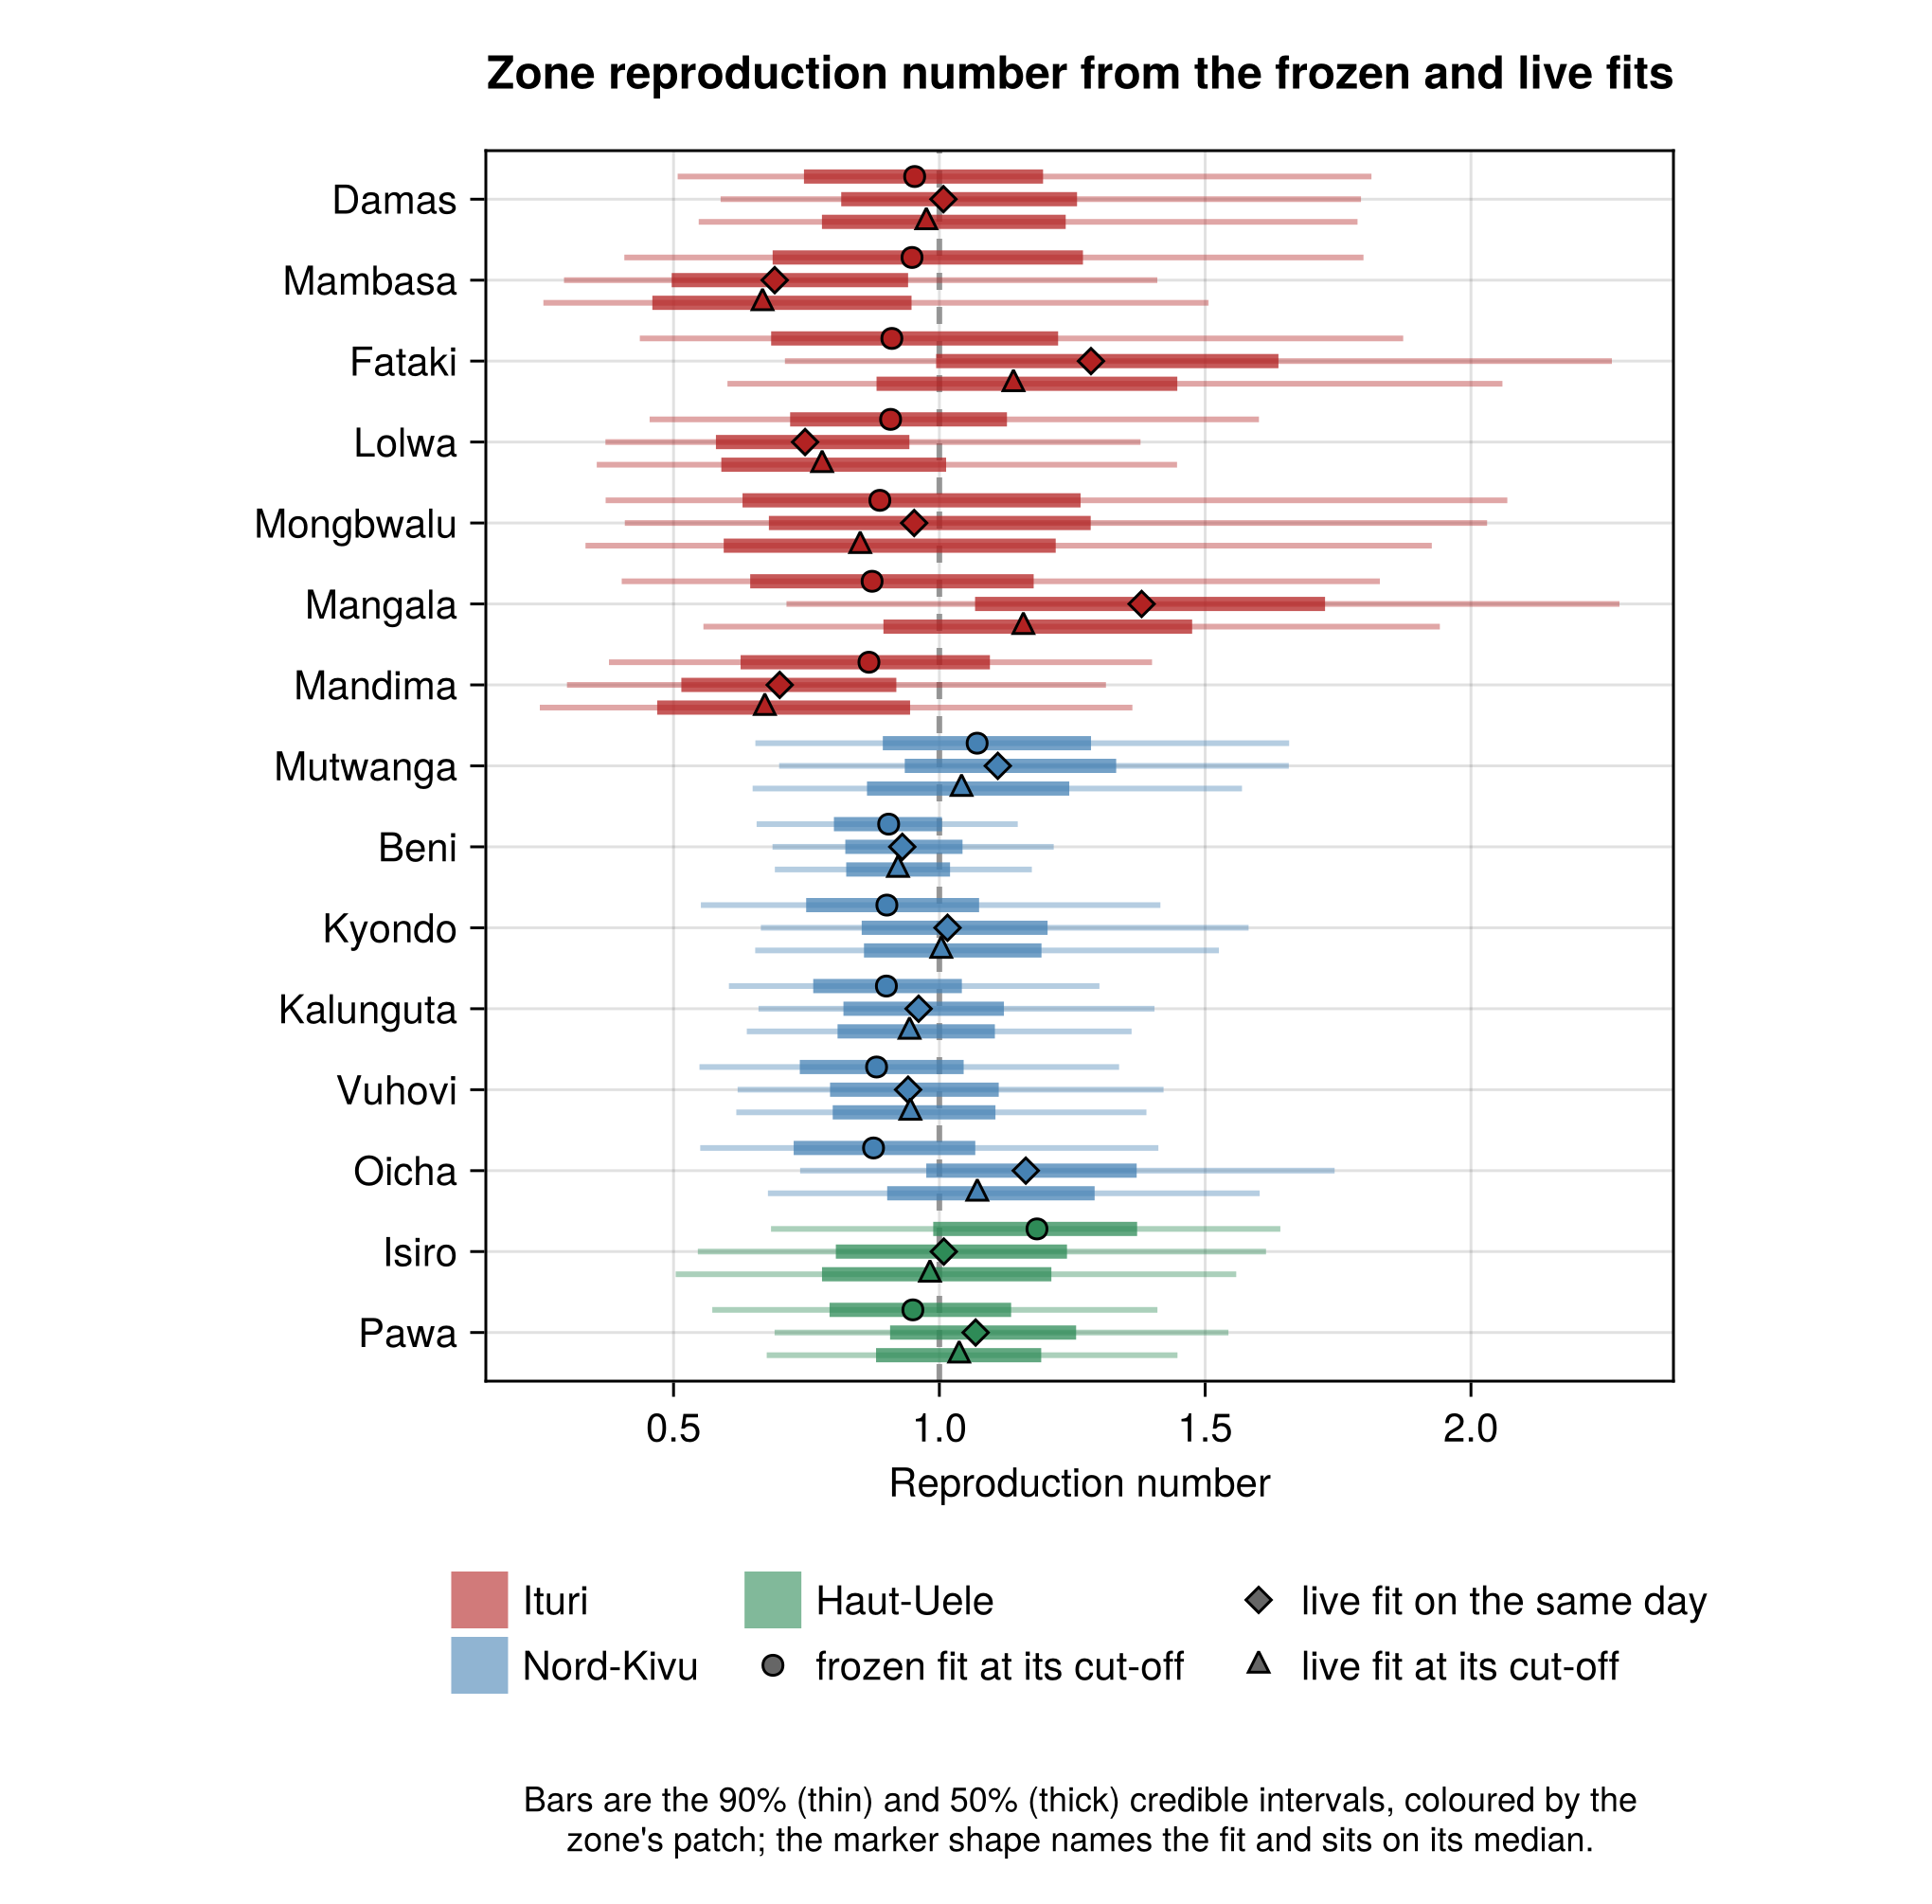 Zone reproduction number from the frozen and live fits
Damas
Mambasa
Fataki
Lolwa
Mongbwalu
Mangala
Mandima
Mutwanga
Beni
Kyondo
Kalunguta
Vuhovi
Oicha
Isiro
Pawa
0.5 1.0 1.5 2.0
Reproduction number
Ituri Haut-Uele live fit on the same day
Nord-Kivu frozen fit at its cut-off live fit at its cut-off
Bars are the 90% (thin) and 50% (thick) credible intervals, coloured by the
zone's patch; the marker shape names the fit and sits on its median.